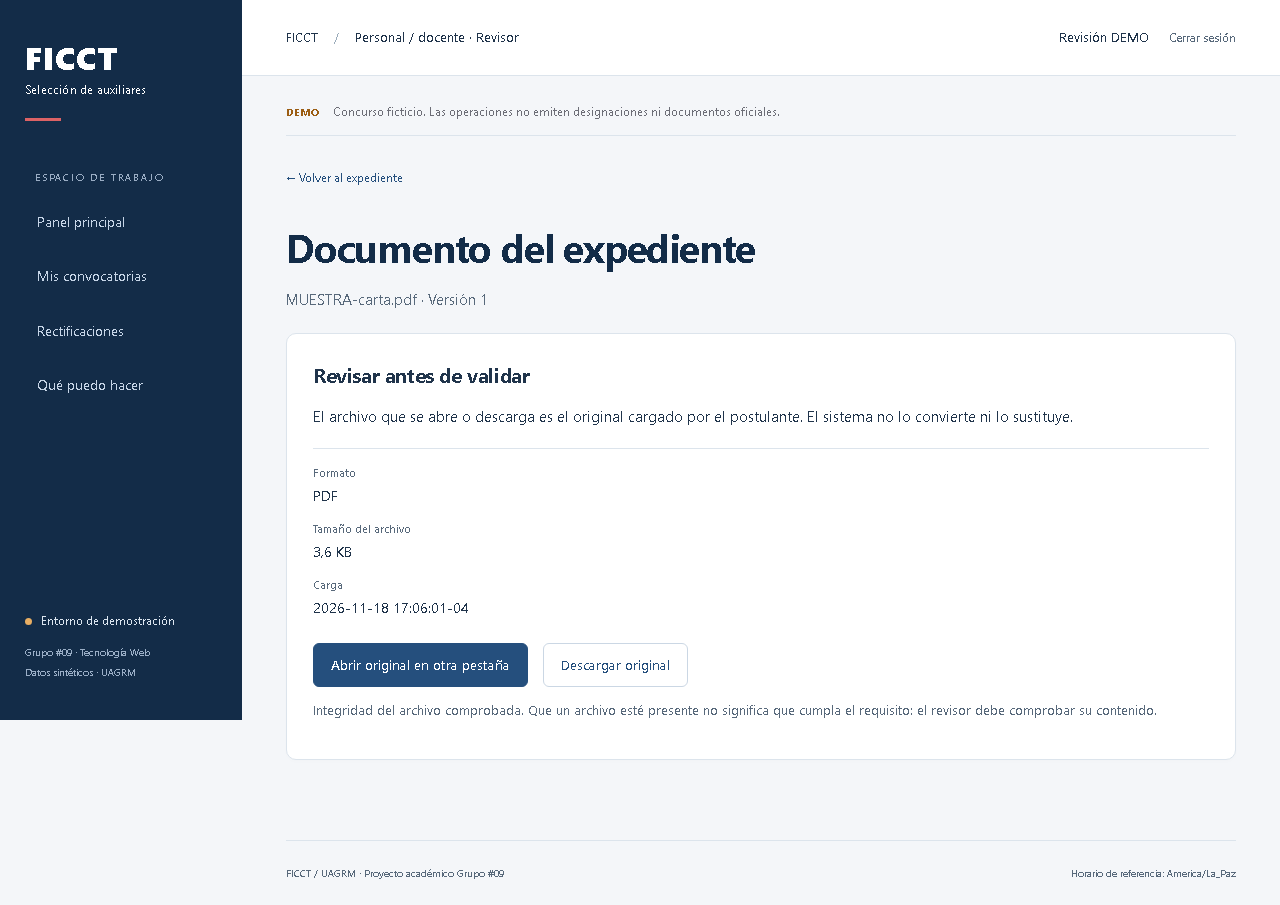 FICCT
Selección de auxiliares
ESPACIO DE TRABAJO
Panel principal
Mis convocatorias
Rectificaciones
Qué puedo hacer
Entorno de demostración
Grupo #09 · Tecnología Web
Datos sintéticos · UAGRM
FICCT / Personal / docente · Revisor
Revisión DEMO Cerrar sesión
DEMO Concurso ficticio. Las operaciones no emiten designaciones ni documentos oficiales.
← Volver al expediente
Documento del expediente
MUESTRA-carta.pdf · Versión 1
Revisar antes de validar
El archivo que se abre o descarga es el original cargado por el postulante. El sistema no lo convierte ni lo sustituye.
Formato
PDF
Tamaño del archivo
3,6 KB
Carga
2026-11-18 17:06:01-04
Abrir original en otra pestaña Descargar original
Integridad del archivo comprobada. Que un archivo esté presente no significa que cumpla el requisito: el revisor debe comprobar su contenido.
FICCT / UAGRM · Proyecto académico Grupo #09
Horario de referencia: America/La_Paz